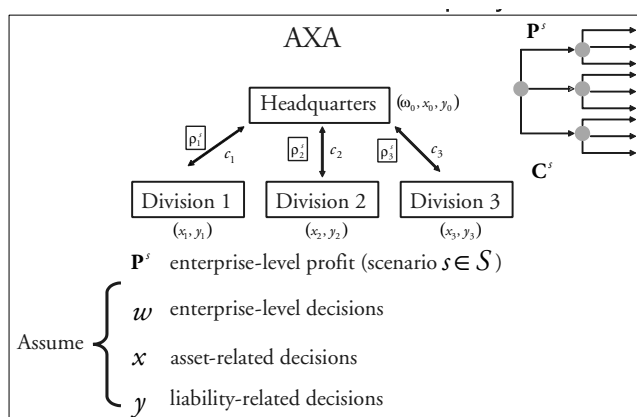 AXA
P^s
Headquarters (ω₀, x₀, y₀)
ρ₁^s c₁ ρ₂^s c₂ ρ₃^s c₃
C^s
Division 1 Division 2 Division 3
(x₁, y₁) (x₂, y₂) (x₃, y₃)
P^s enterprise-level profit (scenario s ∈ S)
w enterprise-level decisions
Assume
x asset-related decisions
y liability-related decisions